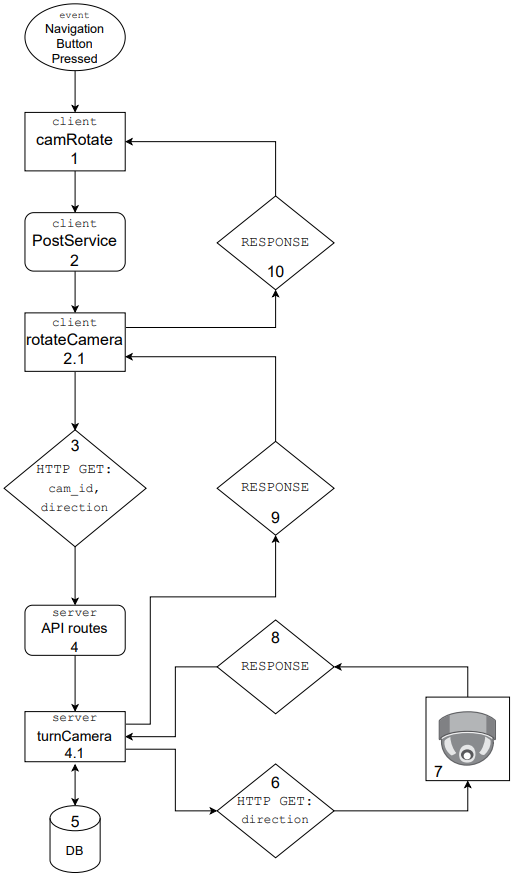 event
Navigation
Button
Pressed
client
camRotate
1
client
PostService
2
RESPONSE
10
client
rotateCamera
2.1
3
HTTP GET:
cam_id,
direction
RESPONSE
9
server
API routes
4
8
RESPONSE
server
turnCamera
4.1
7
6
HTTP GET:
direction
5
DB